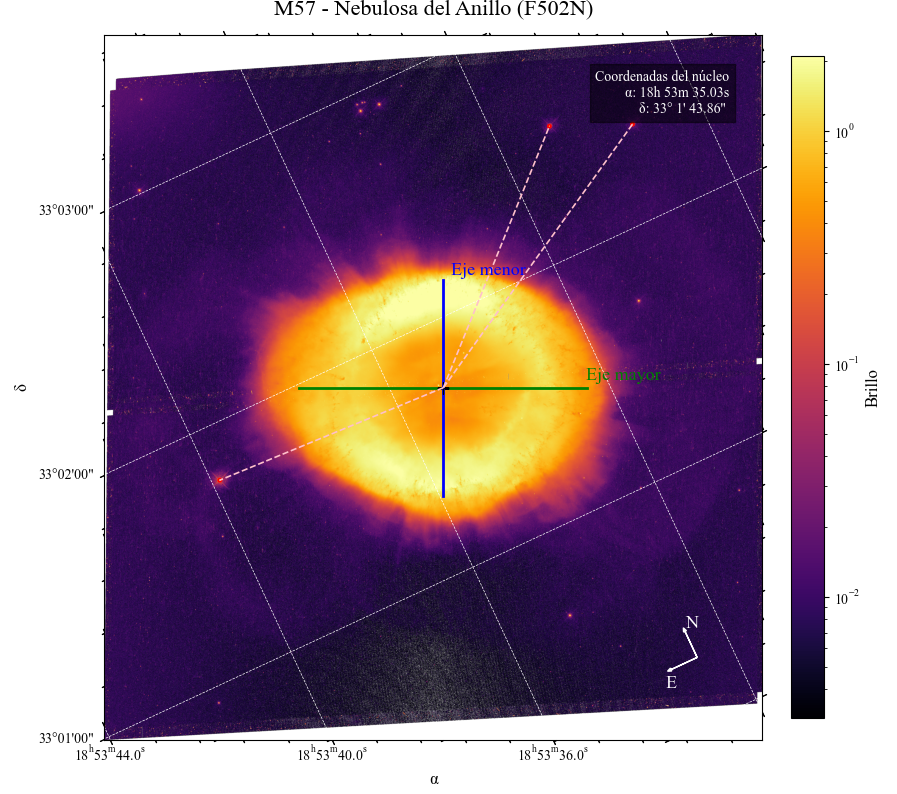 M57 - Nebulosa del Anillo (F502N)
Coordenadas del núcleo
α: 18h 53m 35.03s
δ: 33° 1' 43.86"
Eje menor
Eje mayor
N
E
33°03'00"
33°02'00"
33°01'00"
δ
18ʰ53ᵐ44.0ˢ 18ʰ53ᵐ40.0ˢ 18ʰ53ᵐ36.0ˢ
α
10⁰
10⁻¹
10⁻²
Brillo